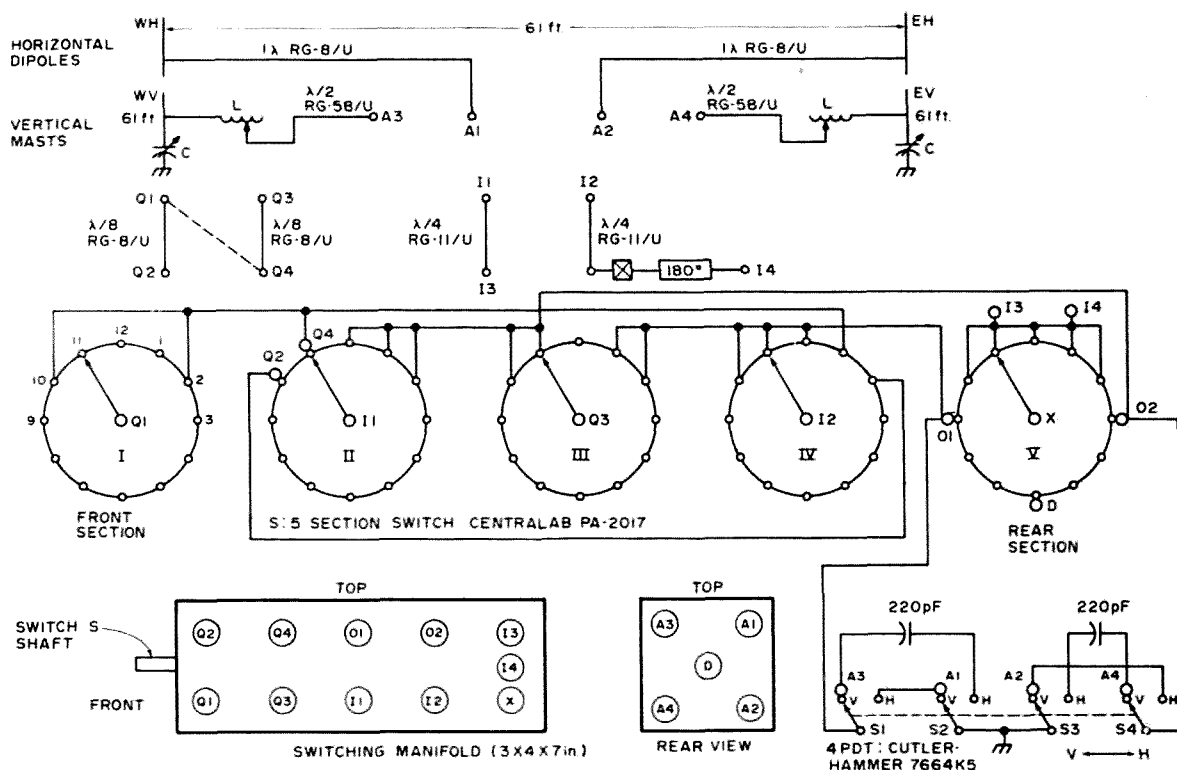 WH
61 ft.
EH
HORIZONTAL
DIPOLES
1λ RG-8/U
1λ RG-8/U
WV
61 ft
L
λ/2
RG-58/U
A3
A1
A2
A4
λ/2
RG-58/U
L
EV
61 ft.
VERTICAL
MASTS
C
C
Q1
Q3
I1
I2
λ/8
RG-8/U
λ/8
RG-8/U
λ/4
RG-11/U
λ/4
RG-11/U
Q2
Q4
I3
180°
I4
Q4
Q2
I3
I4
12
11
1
10
2
9
3
Q1
I1
Q3
I2
X
O1
O2
I
II
III
IV
V
D
FRONT
SECTION
S: 5 SECTION SWITCH CENTRALAB PA-2017
REAR
SECTION
TOP
TOP
SWITCH S
SHAFT
FRONT
Q2 Q4 O1 O2 I3
I4
Q1 Q3 I1 I2 X
SWITCHING MANIFOLD (3X4X7in)
A3 A1
D
A4 A2
REAR VIEW
220pF
220pF
A3
A1
A2
A4
V H V H V H V H
S1 S2 S3 S4
4PDT: CUTLER-
HAMMER 7664K5
V H